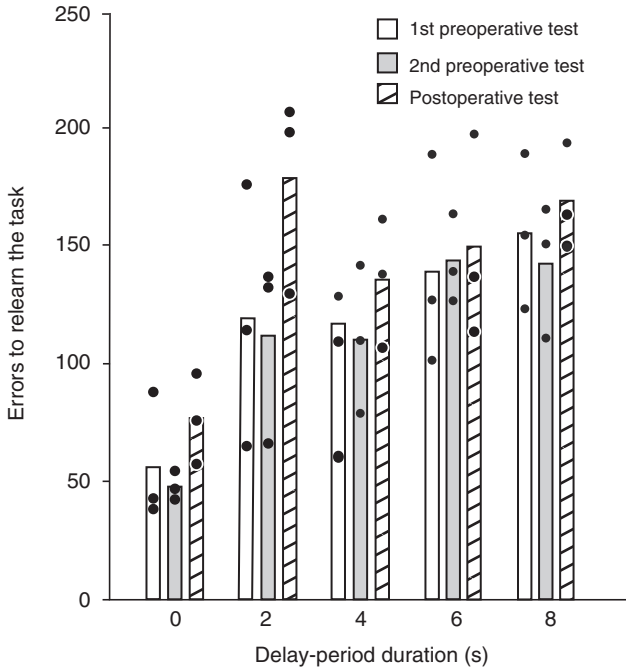 250
200
150
100
50
0
Errors to relearn the task
1st preoperative test
2nd preoperative test
Postoperative test
0 2 4 6 8
Delay-period duration (s)